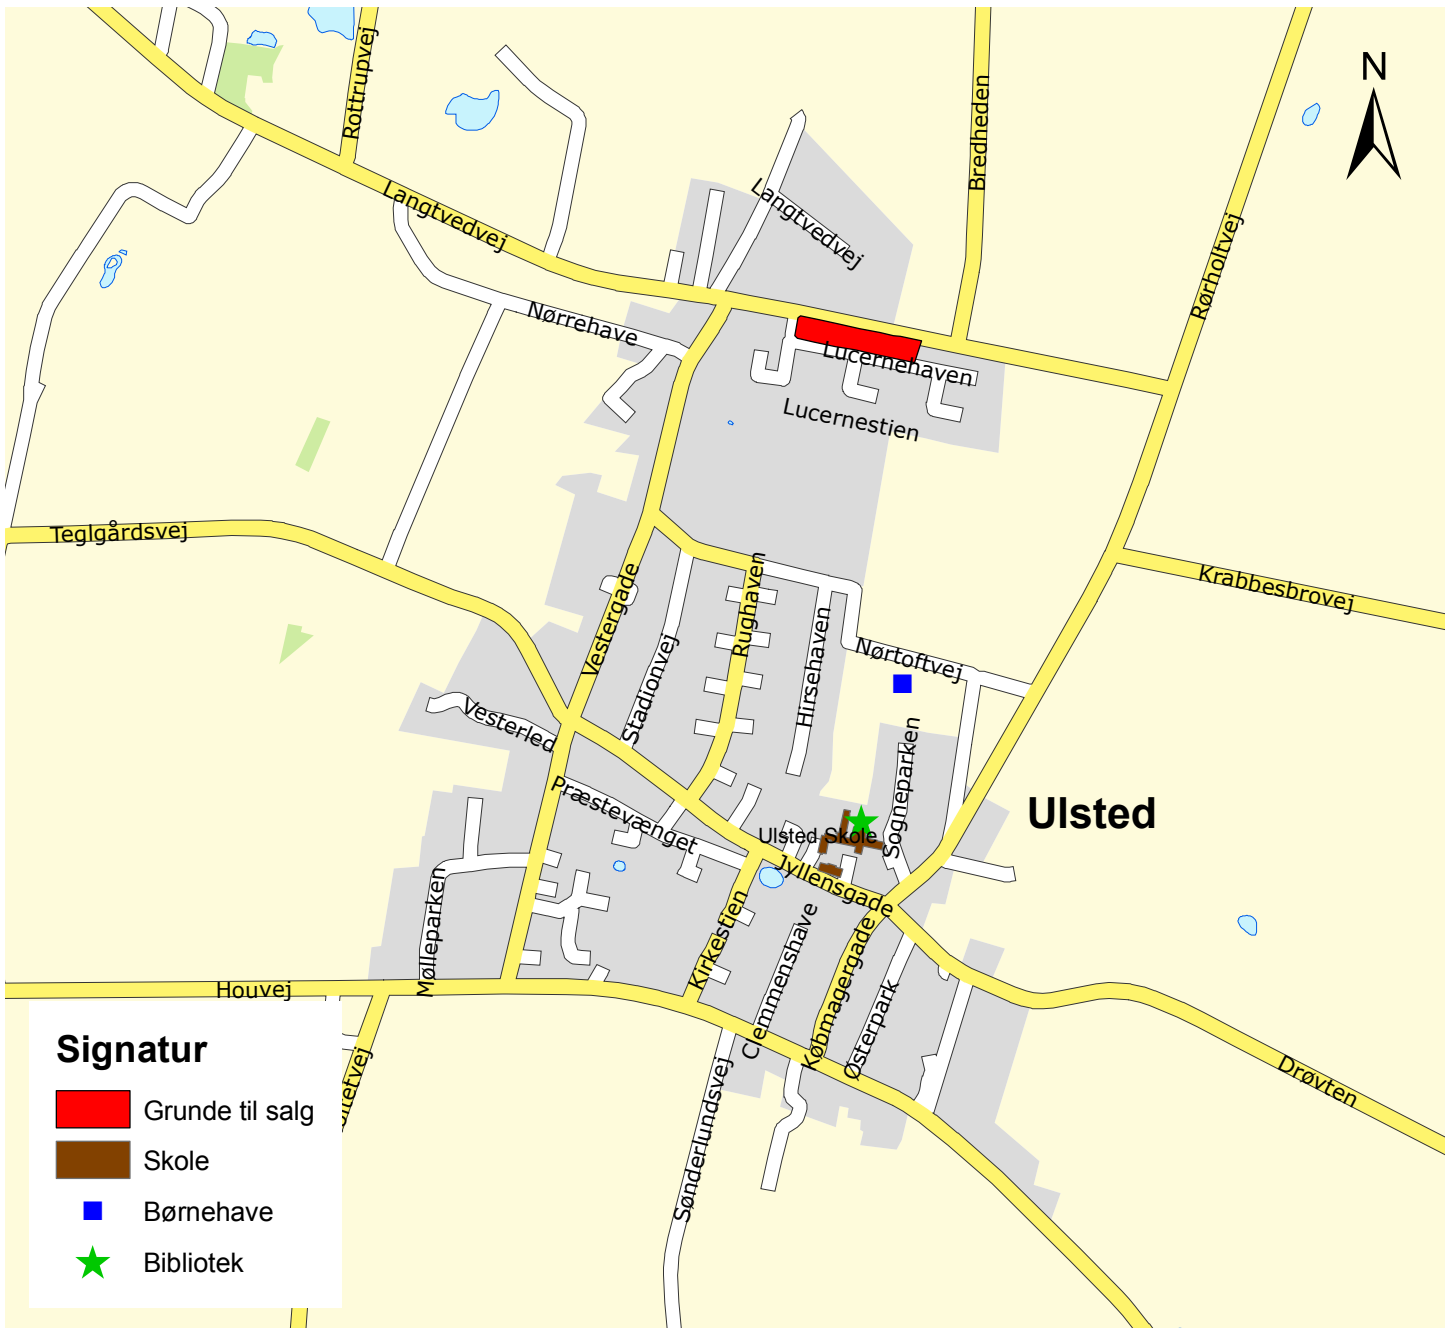 Rottrupvej
N
Bredheden
Langtvedvej
Langtvedvej
Rørholtvej
Nørrehave
Lucernehaven
Lucernestien
Teglgårdsvej
Krabbesbrovej
Vestergade
Rughaven
Stadionvej
Hirsehaven
Nørtoftvej
Vesterled
Sogneparken
Præstevænget
Ulsted
Ulsted Skole
Jyllensgade
Mølleparken
Kirkestien
Clemmenshave
Købmagergade
Østerpark
Houvej
Drøvten
Sønderlundsvej
Signatur
Grunde til salg
Skole
Børnehave
Bibliotek